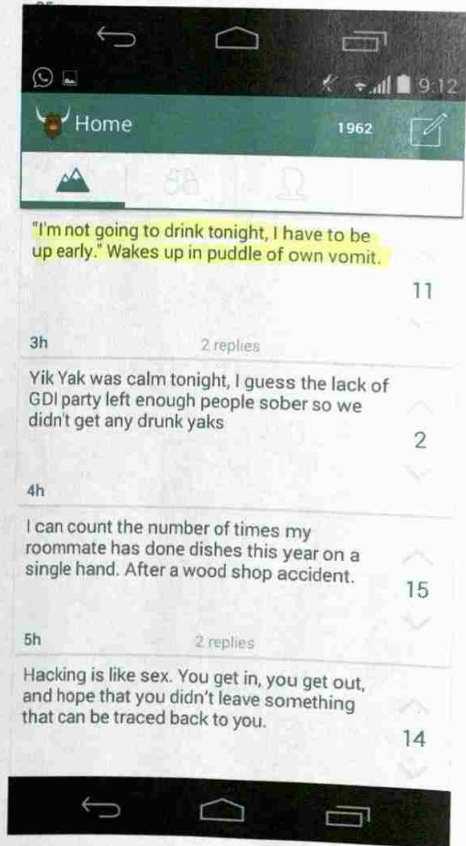 9:12
Home
1962
"I'm not going to drink tonight, I have to be
up early." Wakes up in puddle of own vomit.
11
3h
2 replies
Yik Yak was calm tonight, I guess the lack of
GDI party left enough people sober so we
didn't get any drunk yaks
2
4h
I can count the number of times my
roommate has done dishes this year on a
single hand. After a wood shop accident.
15
5h
2 replies
Hacking is like sex. You get in, you get out,
and hope that you didn't leave something
that can be traced back to you.
14